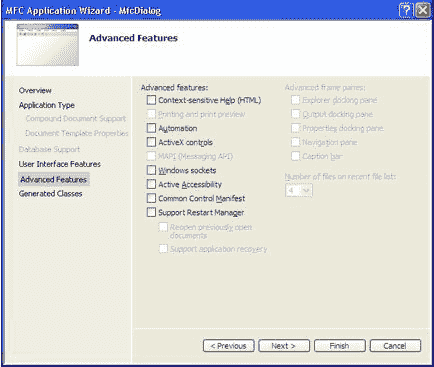 MFC Application Wizard - MfcDialog
Advanced Features
Overview
Application Type
Compound Document Support
Document Template Properties
Database Support
User Interface Features
Advanced Features
Generated Classes
Advanced features:
Context-sensitive Help (HTML)
Printing and print preview
Automation
ActiveX controls
MAPI (Messaging API)
Windows sockets
Active Accessibility
Common Control Manifest
Support Restart Manager
Reopen previously open
documents
Support application recovery
Advanced frame panes:
Explorer docking pane
Output docking pane
Properties docking pane
Navigation pane
Caption bar
Number of files on recent file list:
4
< Previous
Next >
Finish
Cancel